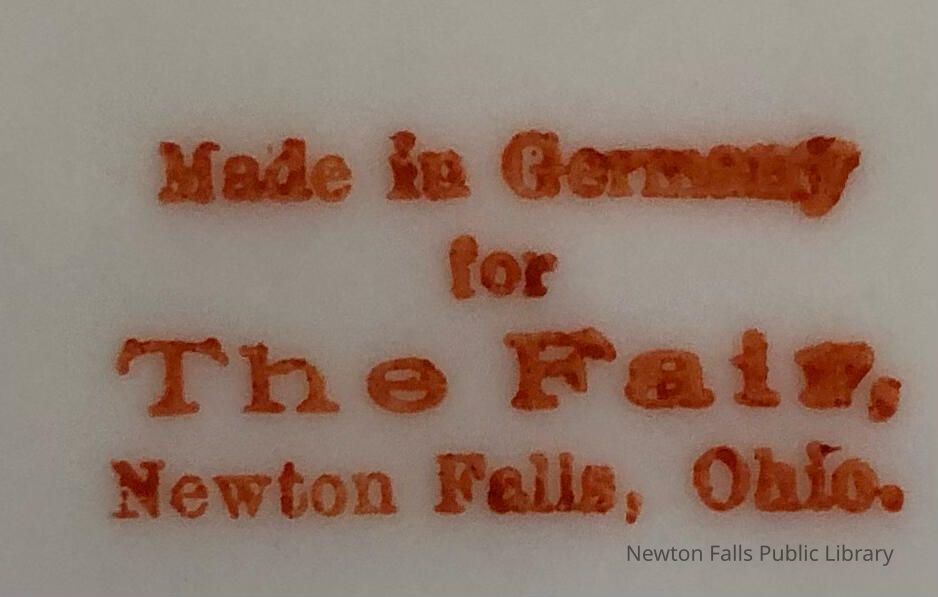 Made in Germany
for
The Fair,
Newton Falls, Ohio.
Newton Falls Public Library